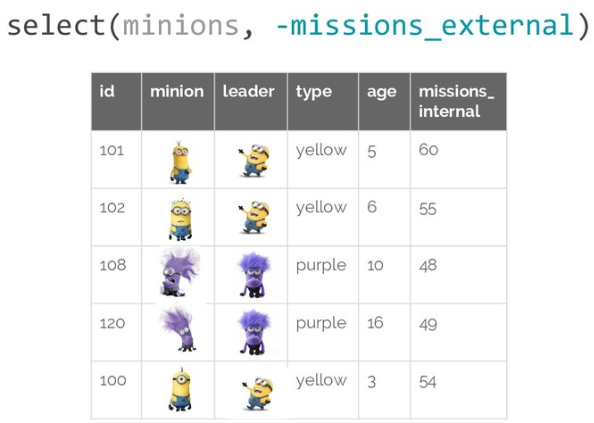 select(minions, -missions_external)
id minion leader type age missions_
internal
101 yellow 5 60
102 yellow 6 55
108 purple 10 48
120 purple 16 49
100 yellow 3 54